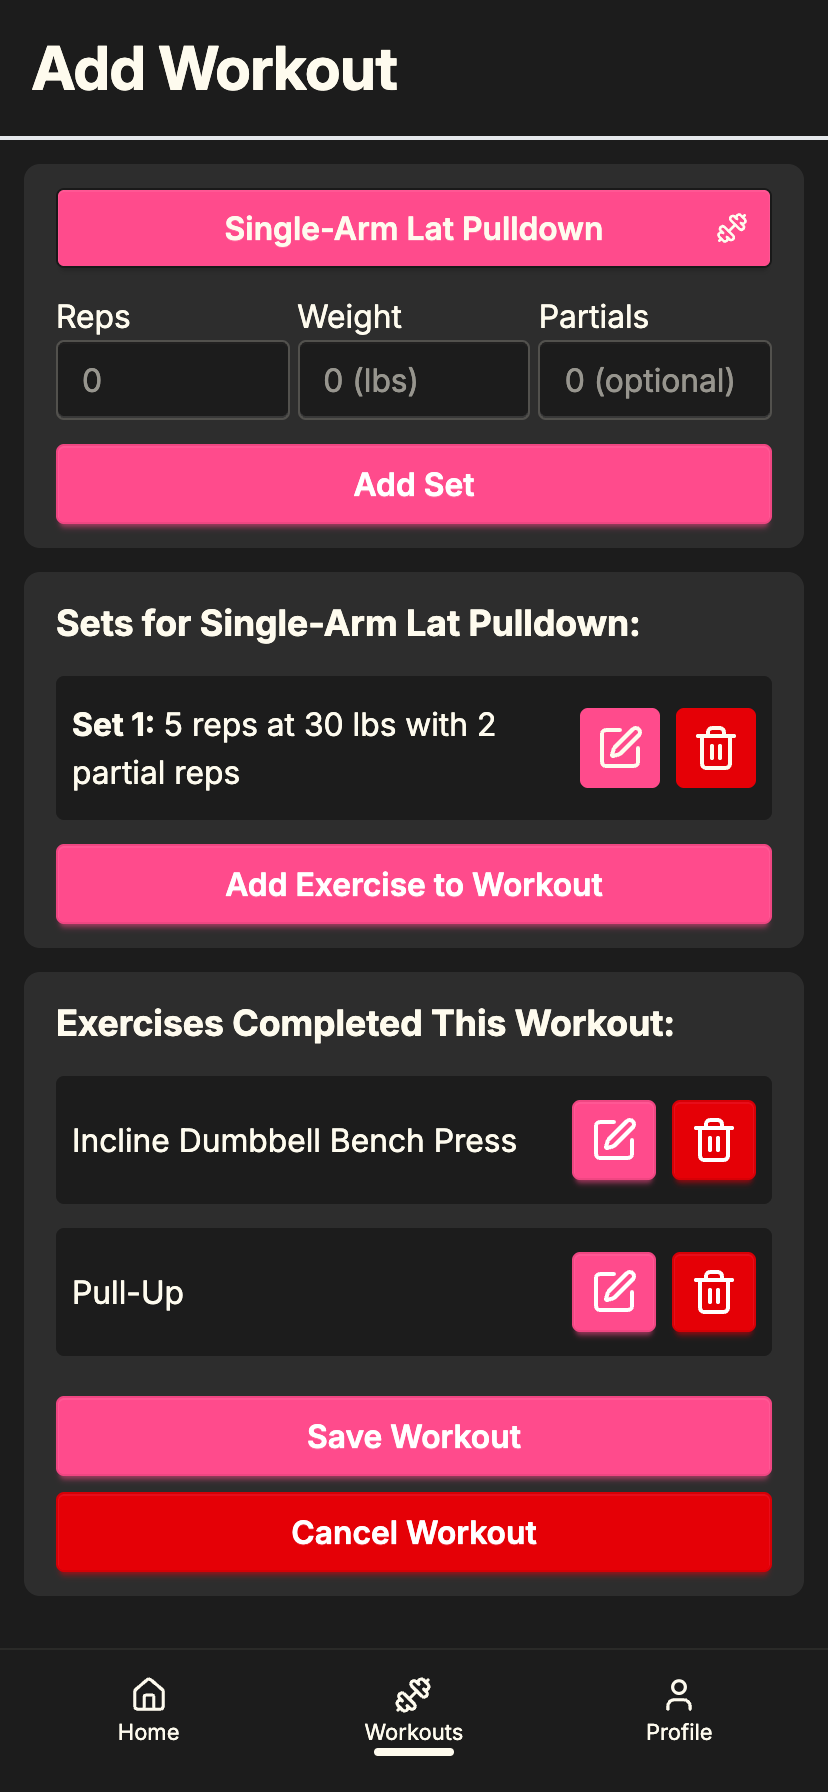 Add Workout
Single-Arm Lat Pulldown
Reps Weight Partials
0 0 (lbs) 0 (optional)
Add Set
Sets for Single-Arm Lat Pulldown:
Set 1: 5 reps at 30 lbs with 2
partial reps
Add Exercise to Workout
Exercises Completed This Workout:
Incline Dumbbell Bench Press
Pull-Up
Save Workout
Cancel Workout
Home Workouts Profile